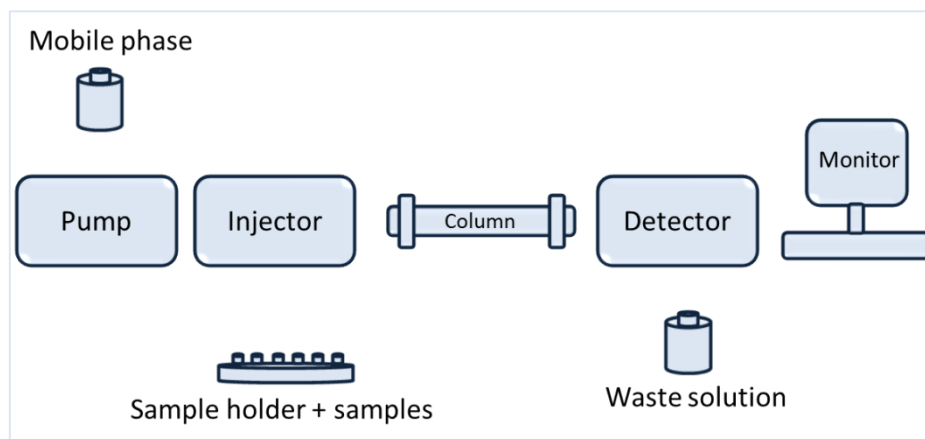 Mobile phase
Pump
Injector
Column
Detector
Monitor
Sample holder + samples
Waste solution